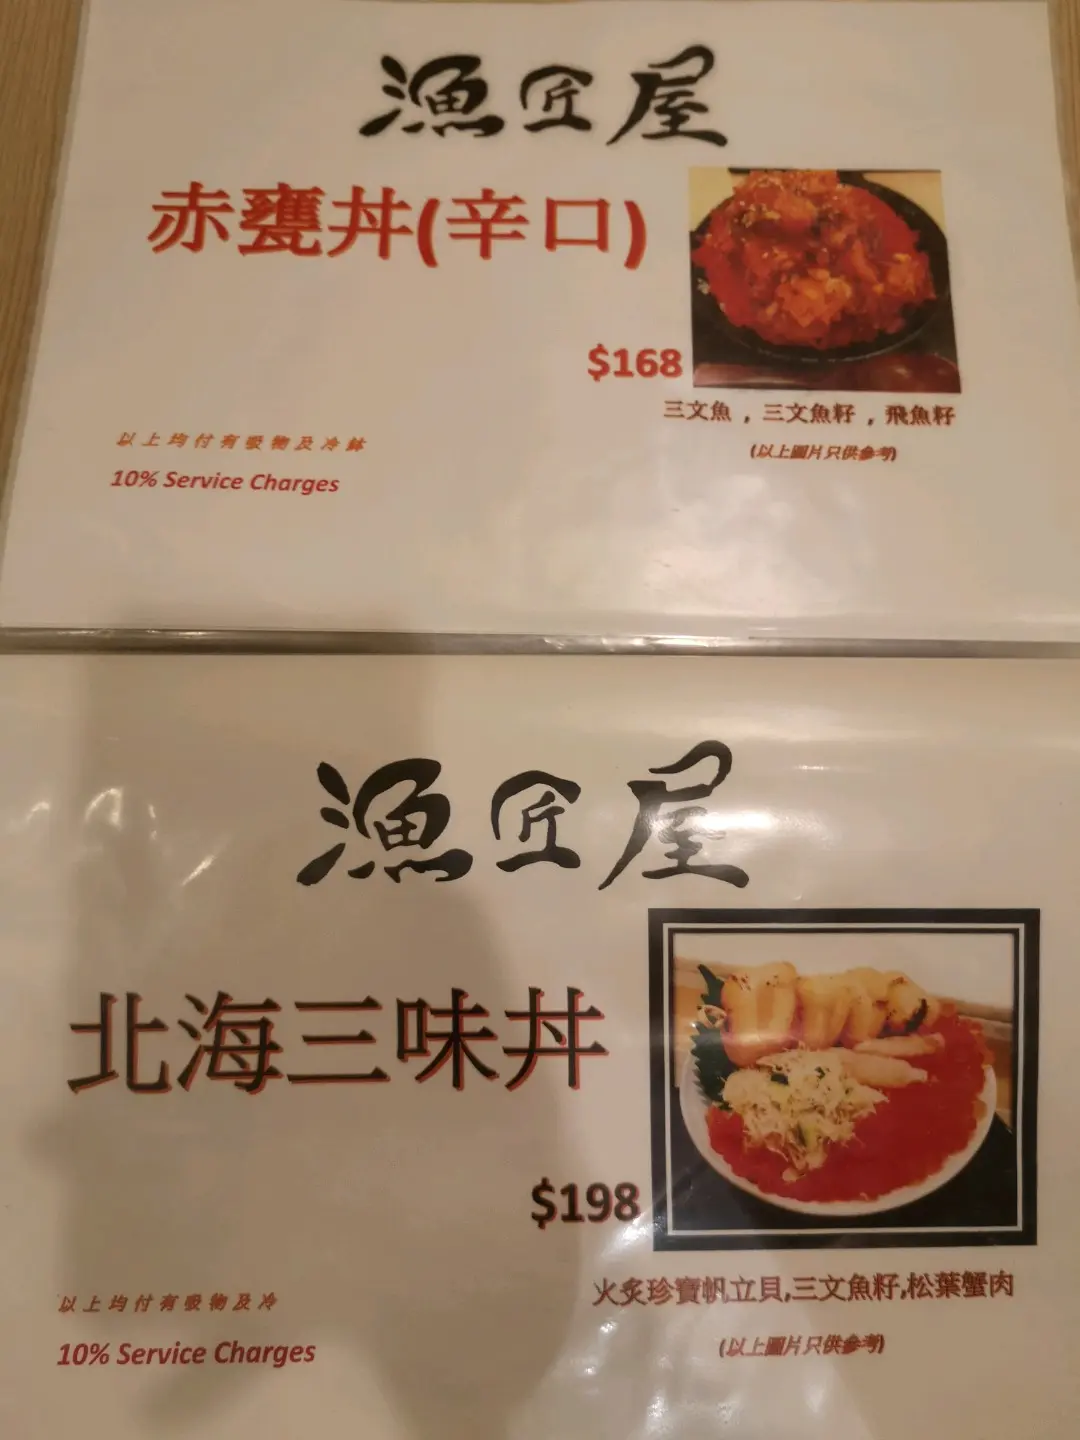 漁匠屋
赤甕丼(辛口)
$168
三文魚，三文魚籽，飛魚籽
(以上圖片只供參考)
以上均付有吸物及冷鉢
10% Service Charges
漁匠屋
北海三味丼
$198
火炙珍寶帆立貝,三文魚籽,松葉蟹肉
(以上圖片只供參考)
以上均付有吸物及冷
10% Service Charges